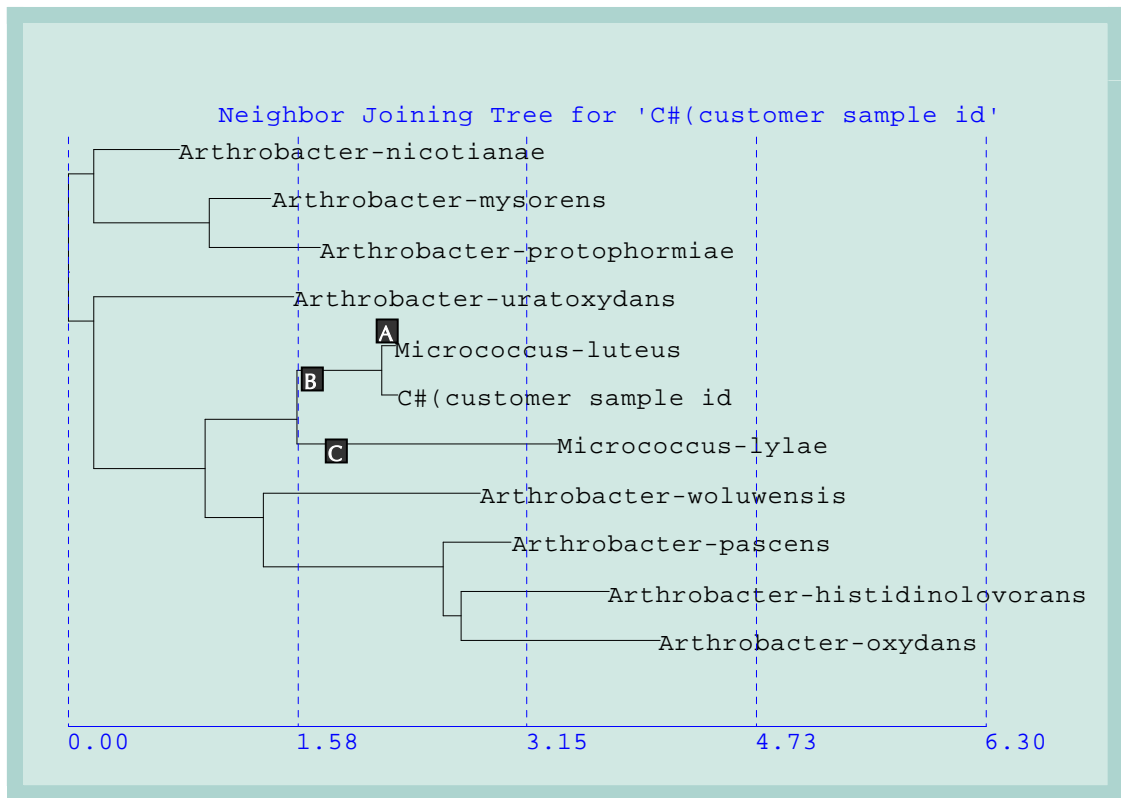 Neighbor Joining Tree for 'C#(customer sample id'
Arthrobacter-nicotianae
Arthrobacter-mysorens
Arthrobacter-protophormiae
Arthrobacter-uratoxydans
A
Micrococcus-luteus
B
C#(customer sample id
C
Micrococcus-lylae
Arthrobacter-woluwensis
Arthrobacter-pascens
Arthrobacter-histidinolovorans
Arthrobacter-oxydans
0.00 1.58 3.15 4.73 6.30